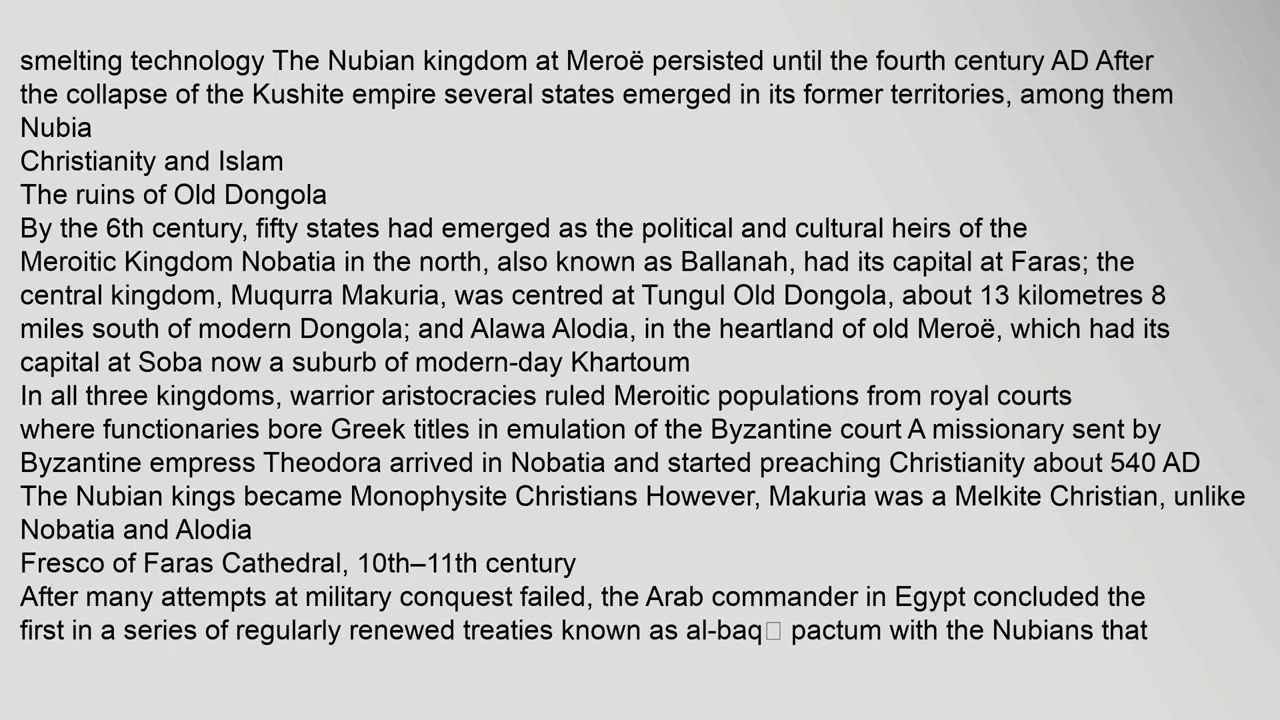 smelting technology The Nubian kingdom at Meroë persisted until the fourth century AD After
the collapse of the Kushite empire several states emerged in its former territories, among them
Nubia
Christianity and Islam
The ruins of Old Dongola
By the 6th century, fifty states had emerged as the political and cultural heirs of the
Meroitic Kingdom Nobatia in the north, also known as Ballanah, had its capital at Faras; the
central kingdom, Muqurra Makuria, was centred at Tungul Old Dongola, about 13 kilometres 8
miles south of modern Dongola; and Alawa Alodia, in the heartland of old Meroë, which had its
capital at Soba now a suburb of modern-day Khartoum
In all three kingdoms, warrior aristocracies ruled Meroitic populations from royal courts
where functionaries bore Greek titles in emulation of the Byzantine court A missionary sent by
Byzantine empress Theodora arrived in Nobatia and started preaching Christianity about 540 AD
The Nubian kings became Monophysite Christians However, Makuria was a Melkite Christian, unlike
Nobatia and Alodia
Fresco of Faras Cathedral, 10th–11th century
After many attempts at military conquest failed, the Arab commander in Egypt concluded the
first in a series of regularly renewed treaties known as al-baq□ pactum with the Nubians that